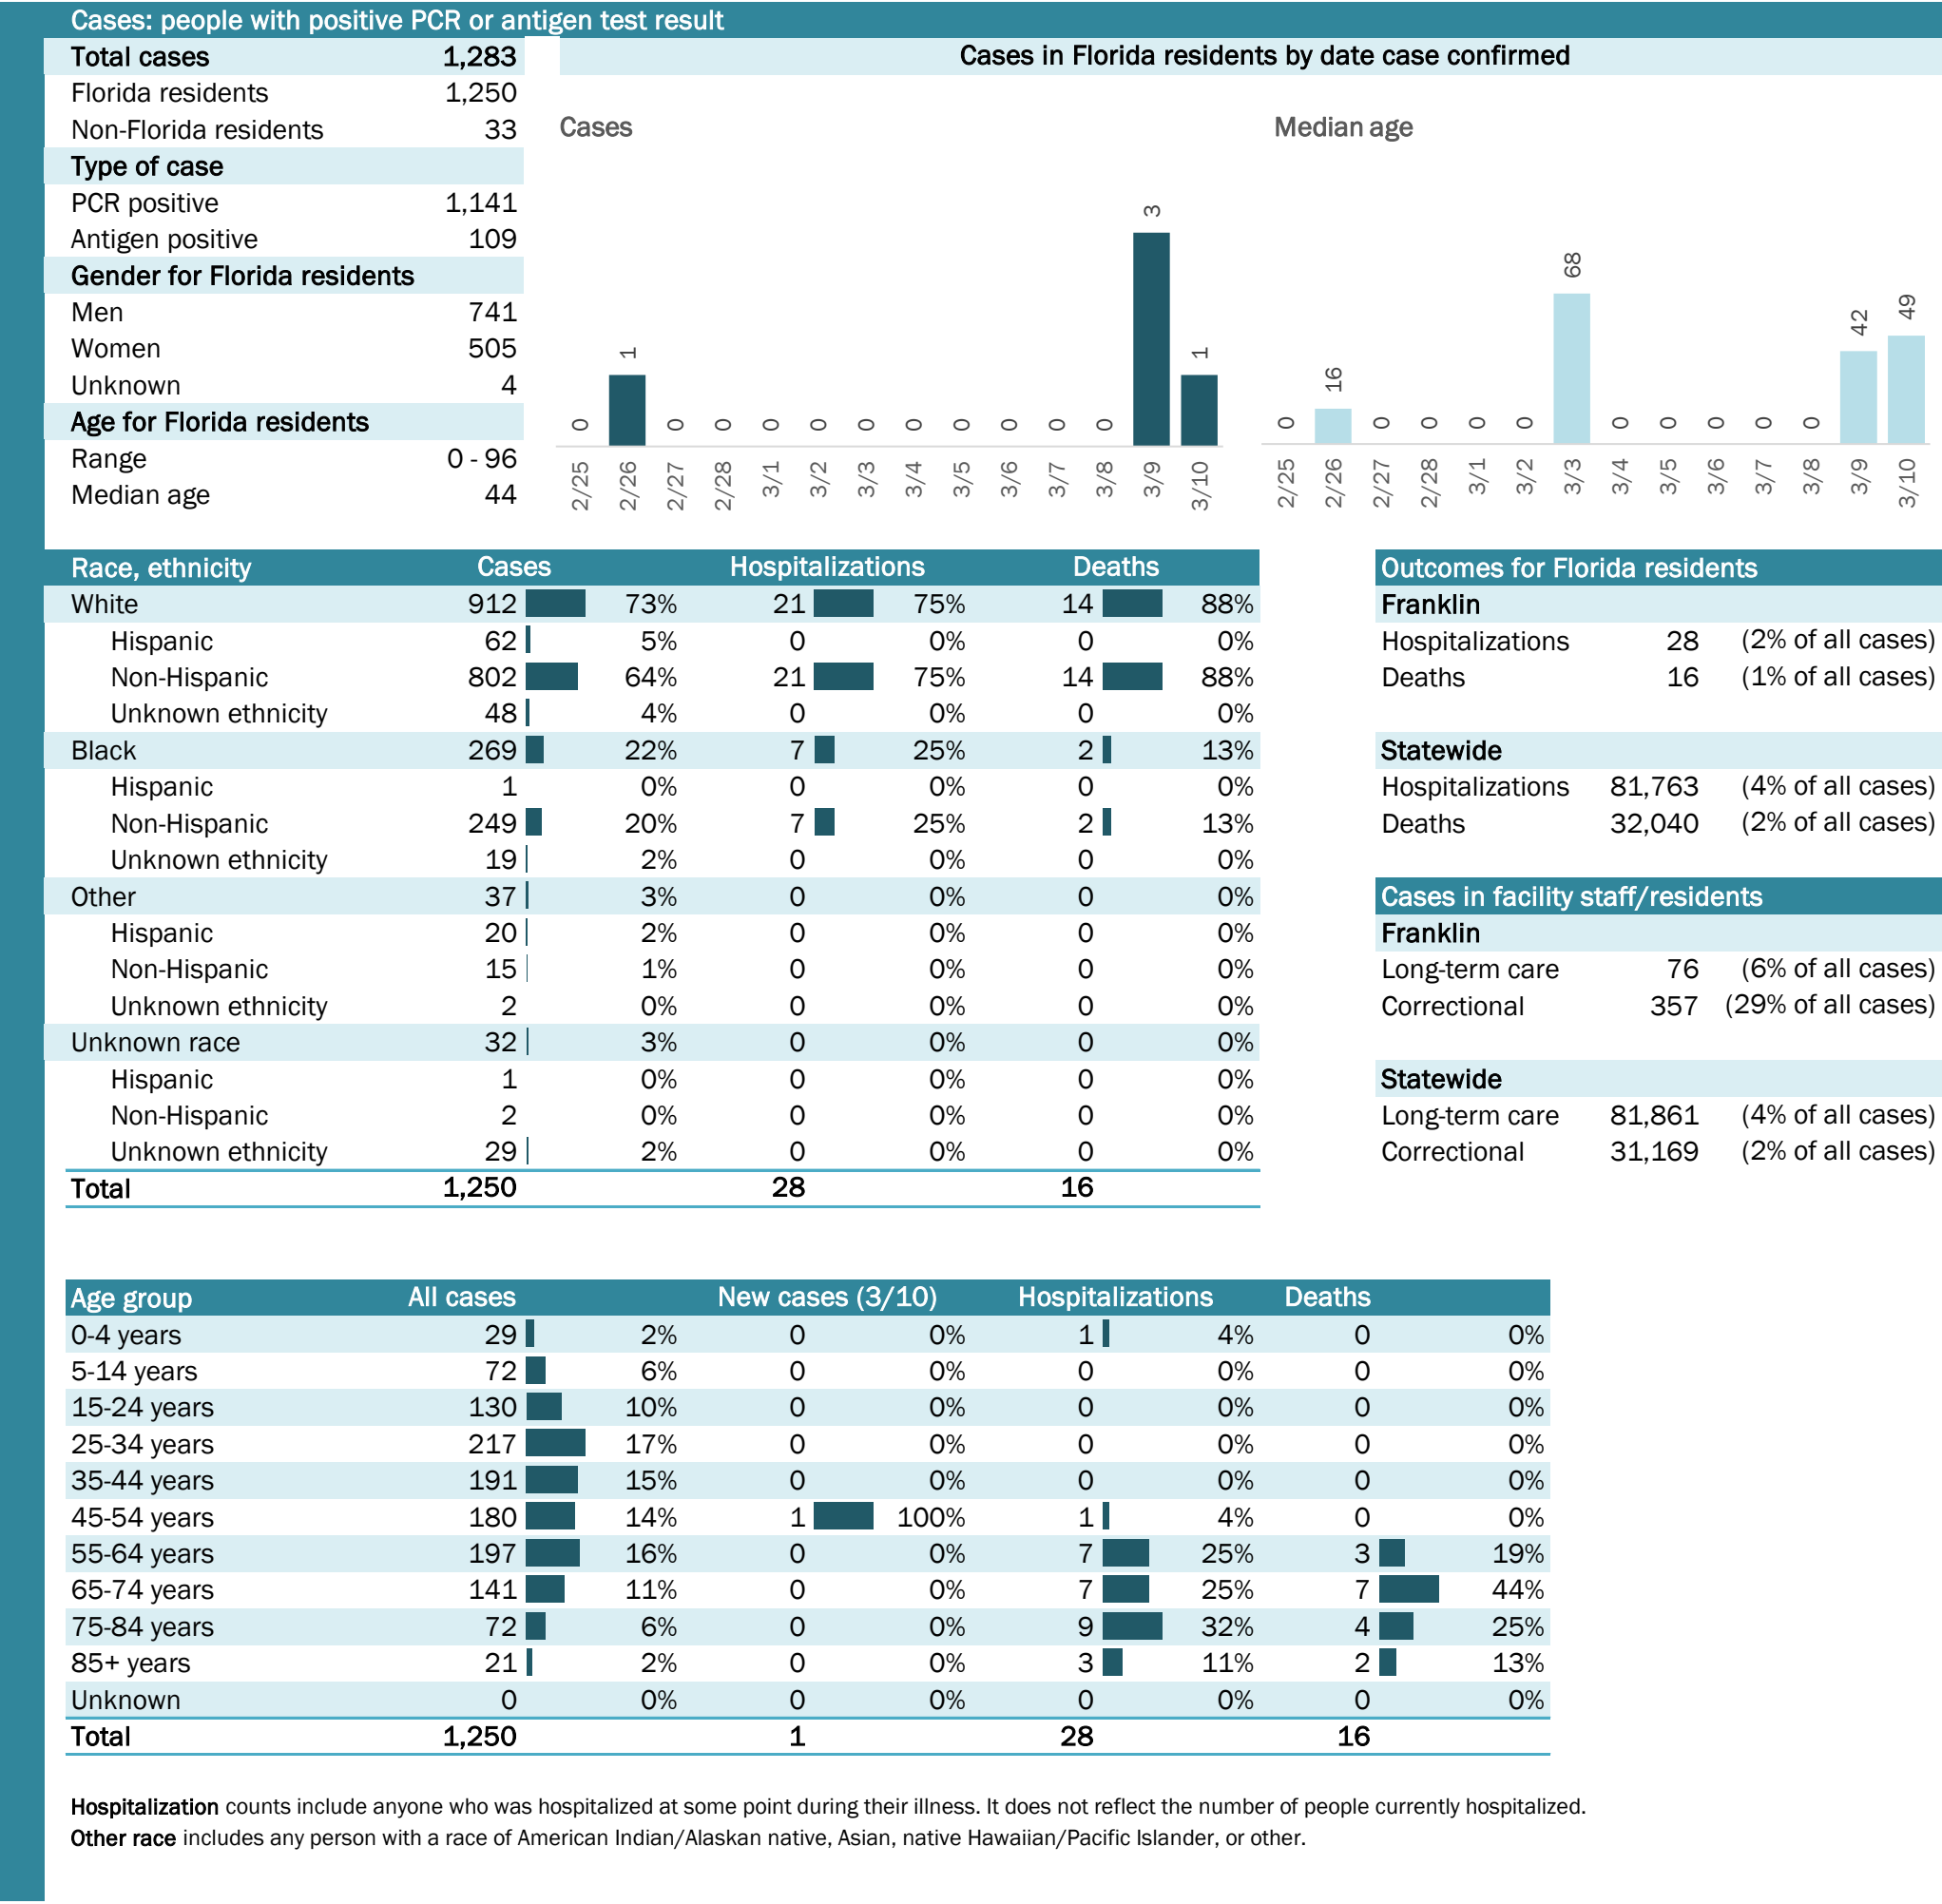 Cases: people with positive PCR or antigen test result
Total cases 1,283
Florida residents 1,250
Non-Florida residents 33
Type of case
PCR positive 1,141
Antigen positive 109
Gender for Florida residents
Men 741
Women 505
Unknown 4
Age for Florida residents
Range 0 - 96
Median age 44
Cases in Florida residents by date case confirmed
Cases
0 1 0 0 0 0 0 0 0 0 0 0 3 1
2/25 2/26 2/27 2/28 3/1 3/2 3/3 3/4 3/5 3/6 3/7 3/8 3/9 3/10
Median age
0 16 0 0 0 0 68 0 0 0 0 0 42 49
2/25 2/26 2/27 2/28 3/1 3/2 3/3 3/4 3/5 3/6 3/7 3/8 3/9 3/10
Race, ethnicity Cases Hospitalizations Deaths
White 912 73% 21 75% 14 88%
Hispanic 62 5% 0 0% 0 0%
Non-Hispanic 802 64% 21 75% 14 88%
Unknown ethnicity 48 4% 0 0% 0 0%
Black 269 22% 7 25% 2 13%
Hispanic 1 0% 0 0% 0 0%
Non-Hispanic 249 20% 7 25% 2 13%
Unknown ethnicity 19 2% 0 0% 0 0%
Other 37 3% 0 0% 0 0%
Hispanic 20 2% 0 0% 0 0%
Non-Hispanic 15 1% 0 0% 0 0%
Unknown ethnicity 2 0% 0 0% 0 0%
Unknown race 32 3% 0 0% 0 0%
Hispanic 1 0% 0 0% 0 0%
Non-Hispanic 2 0% 0 0% 0 0%
Unknown ethnicity 29 2% 0 0% 0 0%
Total 1,250 28 16
Outcomes for Florida residents
Franklin
Hospitalizations 28 (2% of all cases)
Deaths 16 (1% of all cases)
Statewide
Hospitalizations 81,763 (4% of all cases)
Deaths 32,040 (2% of all cases)
Cases in facility staff/residents
Franklin
Long-term care 76 (6% of all cases)
Correctional 357 (29% of all cases)
Statewide
Long-term care 81,861 (4% of all cases)
Correctional 31,169 (2% of all cases)
Age group All cases New cases (3/10) Hospitalizations Deaths
0-4 years 29 2% 0 0% 1 4% 0 0%
5-14 years 72 6% 0 0% 0 0% 0 0%
15-24 years 130 10% 0 0% 0 0% 0 0%
25-34 years 217 17% 0 0% 0 0% 0 0%
35-44 years 191 15% 0 0% 0 0% 0 0%
45-54 years 180 14% 1 100% 1 4% 0 0%
55-64 years 197 16% 0 0% 7 25% 3 19%
65-74 years 141 11% 0 0% 7 25% 7 44%
75-84 years 72 6% 0 0% 9 32% 4 25%
85+ years 21 2% 0 0% 3 11% 2 13%
Unknown 0 0% 0 0% 0 0% 0 0%
Total 1,250 1 28 16
Hospitalization counts include anyone who was hospitalized at some point during their illness. It does not reflect the number of people currently hospitalized.
Other race includes any person with a race of American Indian/Alaskan native, Asian, native Hawaiian/Pacific Islander, or other.